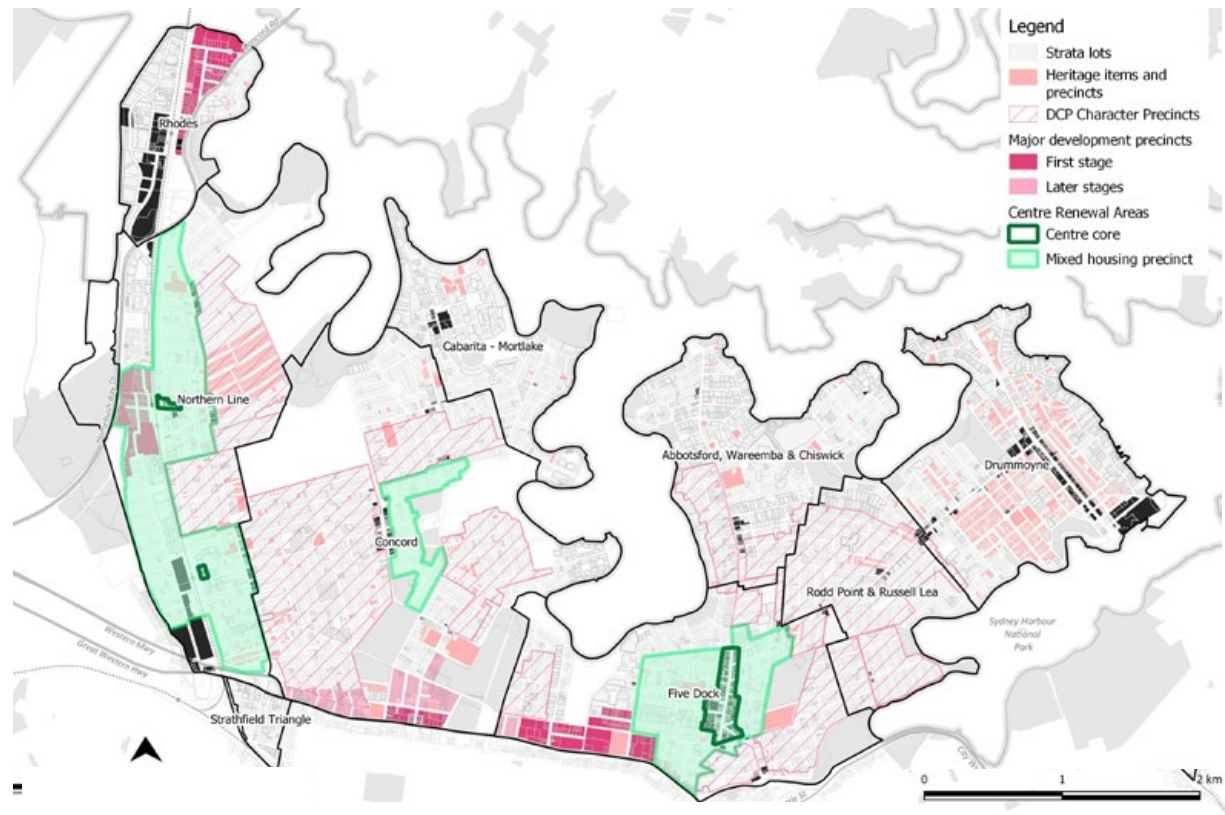 Legend
Strata lots
Heritage items and
precincts
DCP Character Precincts
Major development precincts
First stage
Later stages
Centre Renewal Areas
Centre core
Mixed housing precinct
Rhodes
Cabarita - Mortlake
Northern Line
Abbotsford, Wareemba & Chiswick
Drummoyne
Concord
Rodd Point & Russell Lea
Sydney Harbour
National
Park
Western Mwy
Great Western Hwy
Five Dock
Strathfield Triangle
0 1 2 km